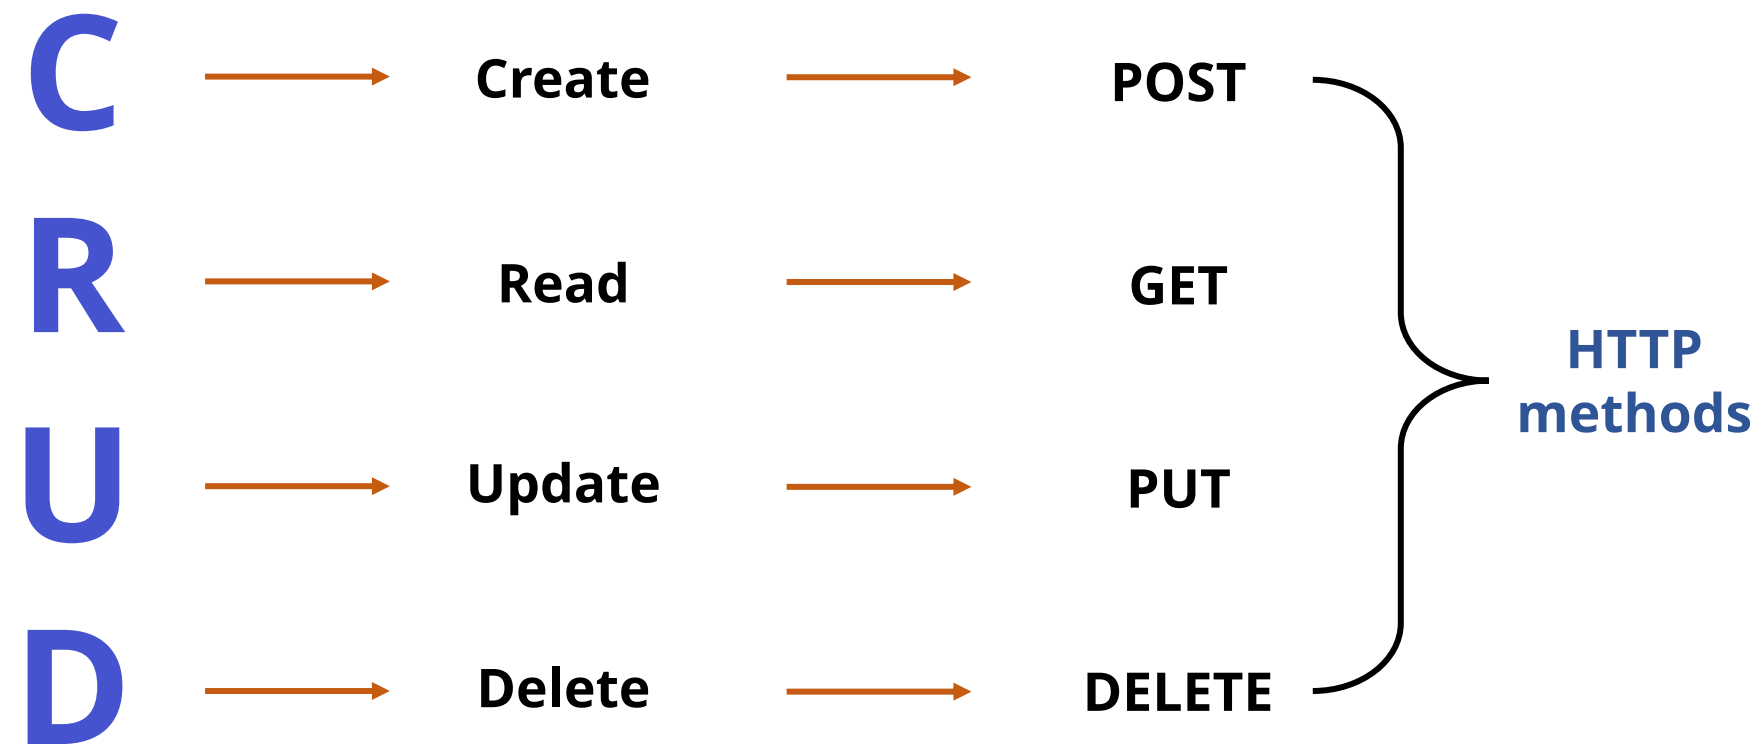 C Create POST
R Read GET
HTTP
methods
U Update PUT
D Delete DELETE